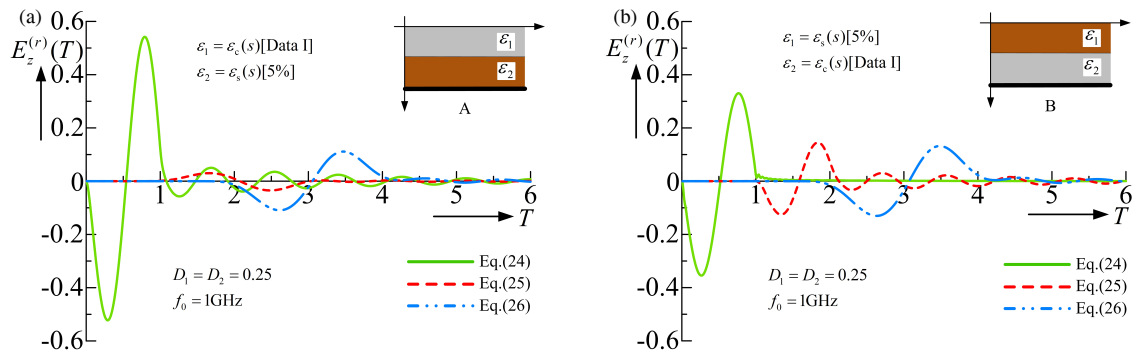 (a)
E_z^(r)(T)
0.6
0.4
0.2
0
-0.2
-0.4
-0.6
1 2 3 4 5 6
T
ε₁ = ε_c(s)[Data I]
ε₂ = ε_s(s)[5%]
ε₁
ε₂
A
D₁ = D₂ = 0.25
f₀ = 1GHz
Eq.(24)
Eq.(25)
Eq.(26)
(b)
E_z^(r)(T)
0.6
0.4
0.2
0
-0.2
-0.4
-0.6
1 2 3 4 5 6
T
ε₁ = ε_s(s)[5%]
ε₂ = ε_c(s)[Data I]
ε₁
ε₂
B
D₁ = D₂ = 0.25
f₀ = 1GHz
Eq.(24)
Eq.(25)
Eq.(26)